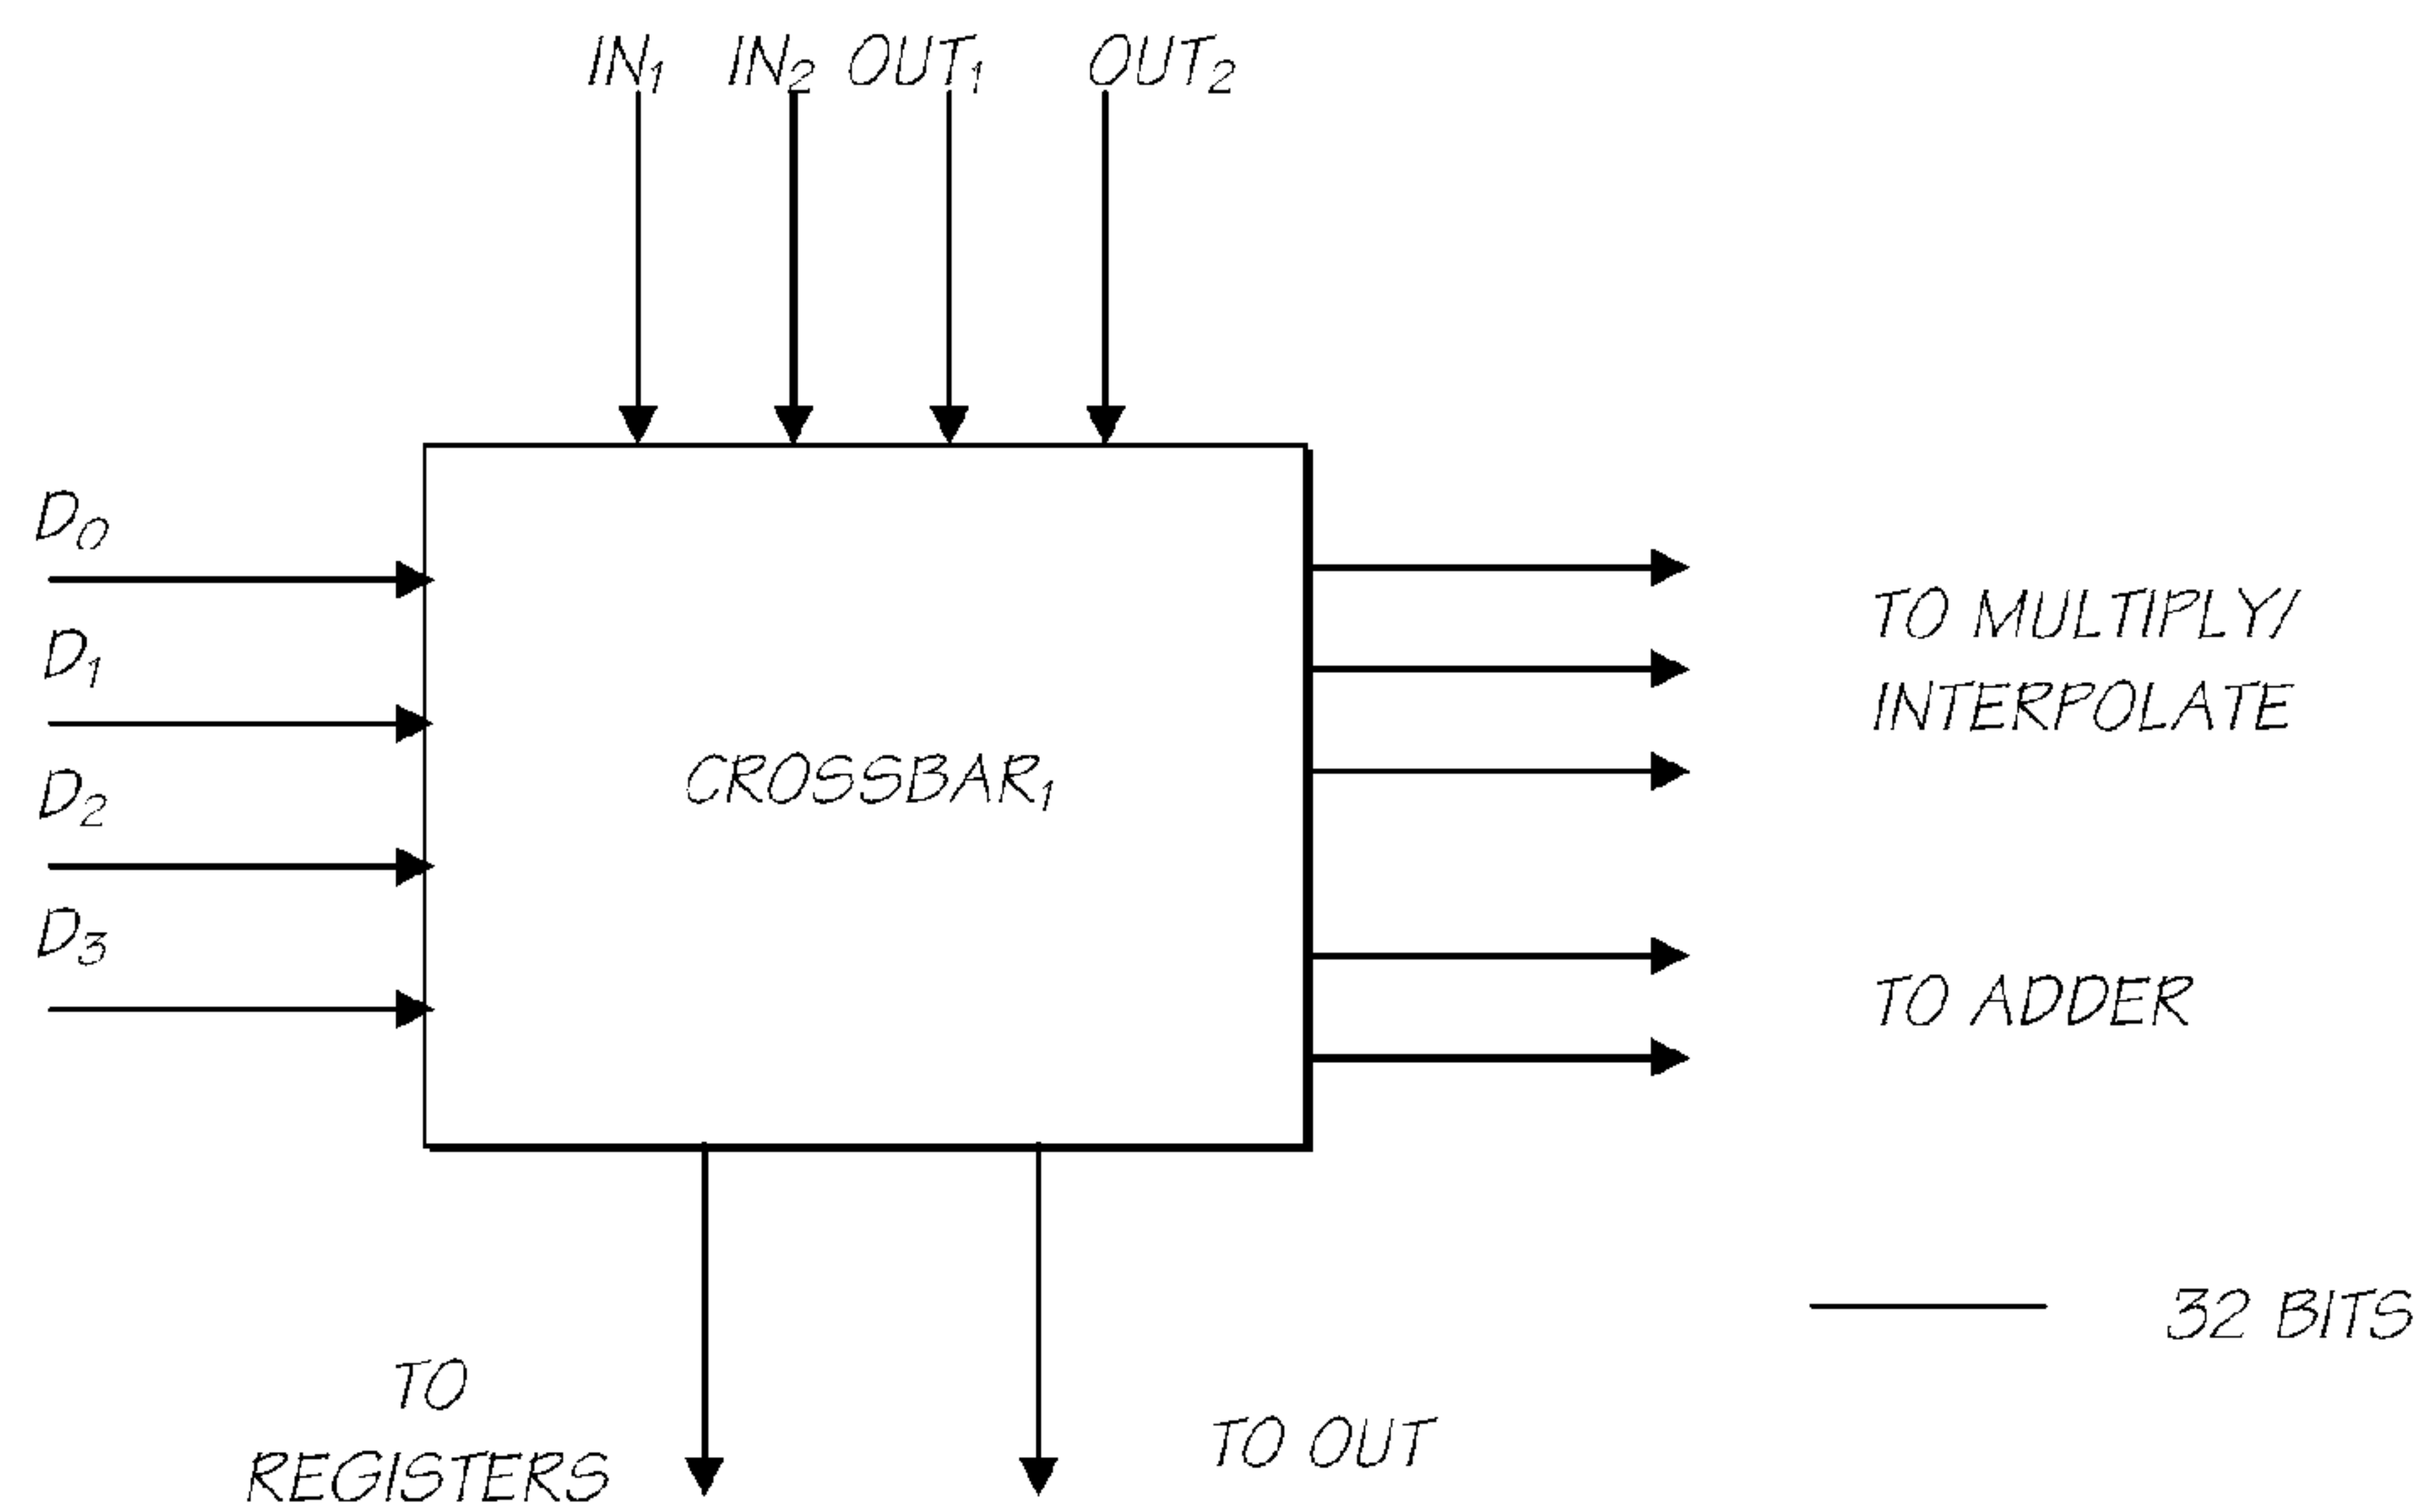 IN₁ IN₂ OUT₁ OUT₂
D₀
D₁
D₂
D₃
CROSSBAR₁
TO MULTIPLY/
INTERPOLATE
TO ADDER
32 BITS
TO
REGISTERS
TO OUT